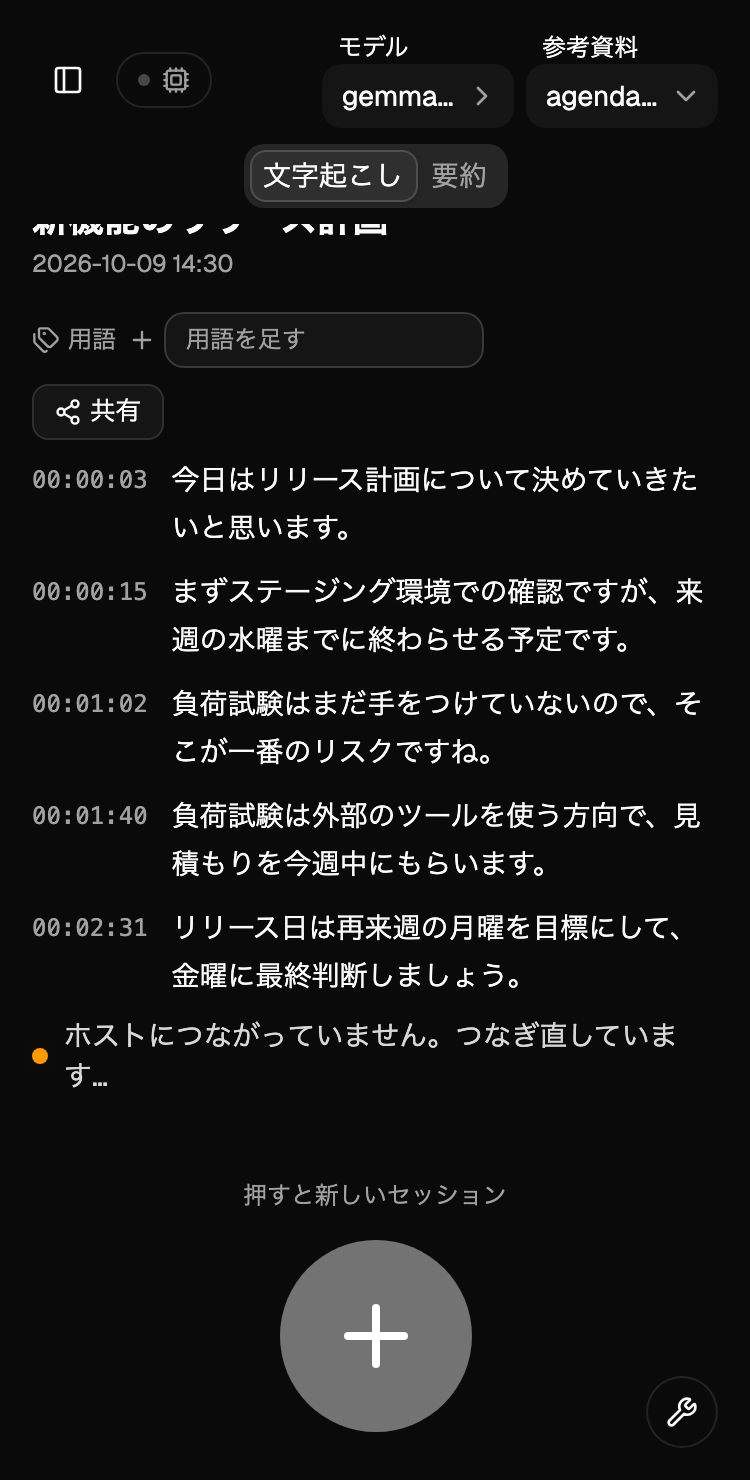 モデル
参考資料
gemma…
agenda…
文字起こし
要約
新機能のリリース計画
2026-10-09 14:30
用語
用語を足す
共有
00:00:03 今日はリリース計画について決めていきた
いと思います。
00:00:15 まずステージング環境での確認ですが、来
週の水曜までに終わらせる予定です。
00:01:02 負荷試験はまだ手をつけていないので、そ
こが一番のリスクですね。
00:01:40 負荷試験は外部のツールを使う方向で、見
積もりを今週中にもらいます。
00:02:31 リリース日は再来週の月曜を目標にして、
金曜に最終判断しましょう。
ホストにつながっていません。つなぎ直していま
す…
押すと新しいセッション